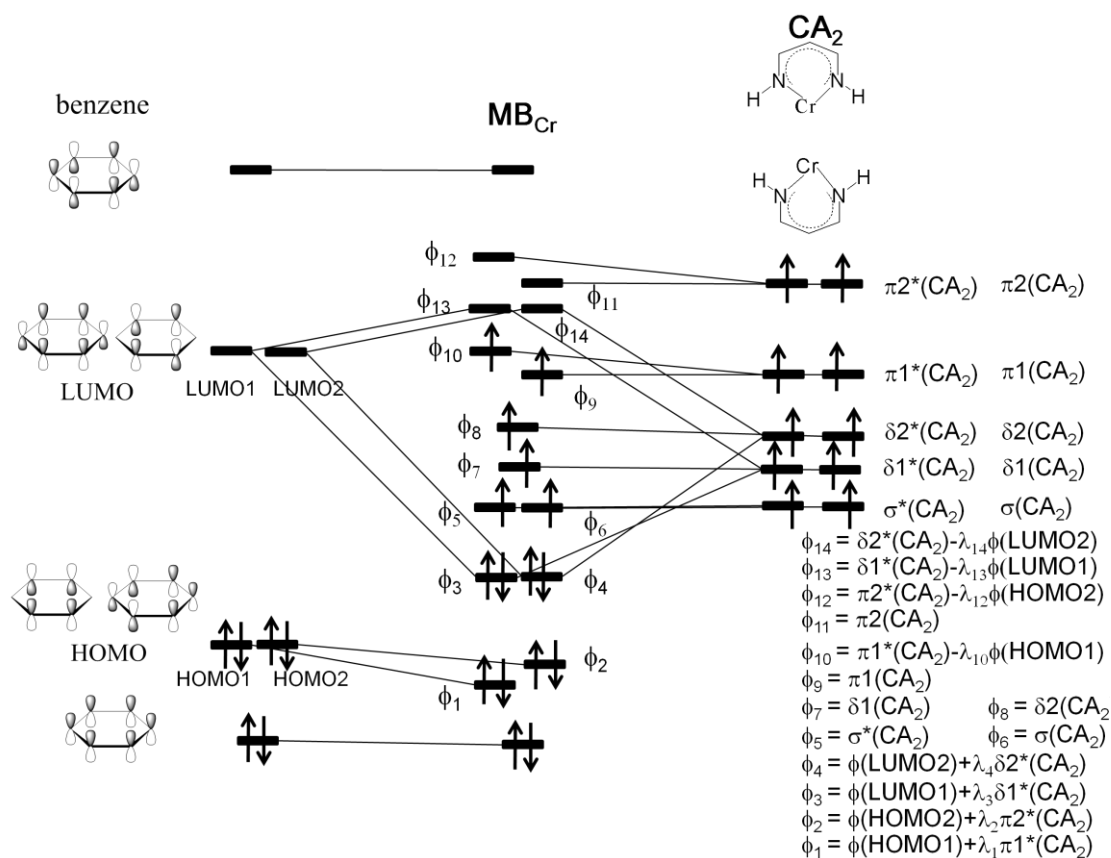 CA₂
H N Cr N H
benzene
MB_Cr
H N Cr N H
ϕ₁₂
π2*(CA₂) π2(CA₂)
ϕ₁₃ ϕ₁₁
ϕ₁₄
LUMO LUMO1 LUMO2 ϕ₁₀
π1*(CA₂) π1(CA₂)
ϕ₉
ϕ₈ δ2*(CA₂) δ2(CA₂)
ϕ₇ δ1*(CA₂) δ1(CA₂)
ϕ₅ ϕ₆ σ*(CA₂) σ(CA₂)
ϕ₁₄ = δ2*(CA₂)-λ₁₄ϕ(LUMO2)
ϕ₃ ϕ₄ ϕ₁₃ = δ1*(CA₂)-λ₁₃ϕ(LUMO1)
ϕ₁₂ = π2*(CA₂)-λ₁₂ϕ(HOMO2)
ϕ₁₁ = π2(CA₂)
HOMO HOMO1 HOMO2 ϕ₂ ϕ₁₀ = π1*(CA₂)-λ₁₀ϕ(HOMO1)
ϕ₁ ϕ₉ = π1(CA₂)
ϕ₇ = δ1(CA₂) ϕ₈ = δ2(CA₂
ϕ₅ = σ*(CA₂) ϕ₆ = σ(CA₂)
ϕ₄ = ϕ(LUMO2)+λ₄δ2*(CA₂)
ϕ₃ = ϕ(LUMO1)+λ₃δ1*(CA₂)
ϕ₂ = ϕ(HOMO2)+λ₂π2*(CA₂)
ϕ₁ = ϕ(HOMO1)+λ₁π1*(CA₂)